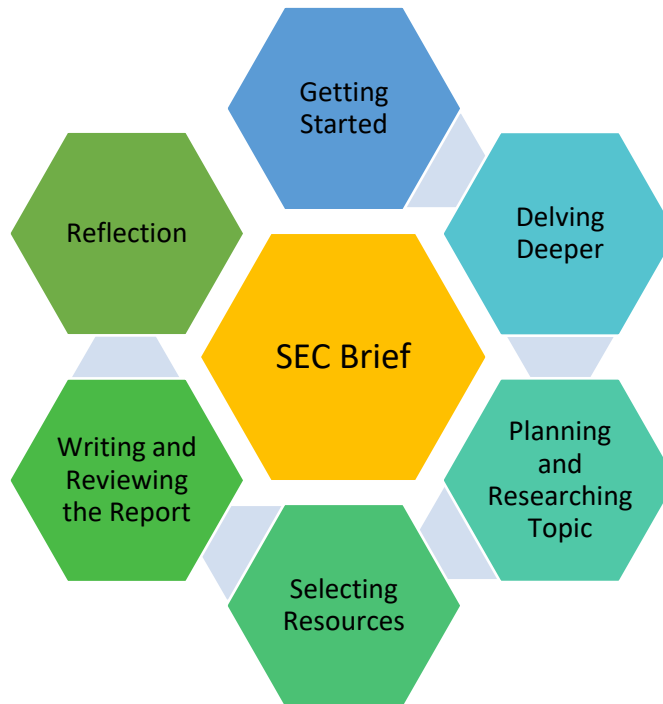 Getting
Started
Delving
Deeper
Planning
and
Researching
Topic
Selecting
Resources
Writing and
Reviewing
the Report
Reflection
SEC Brief